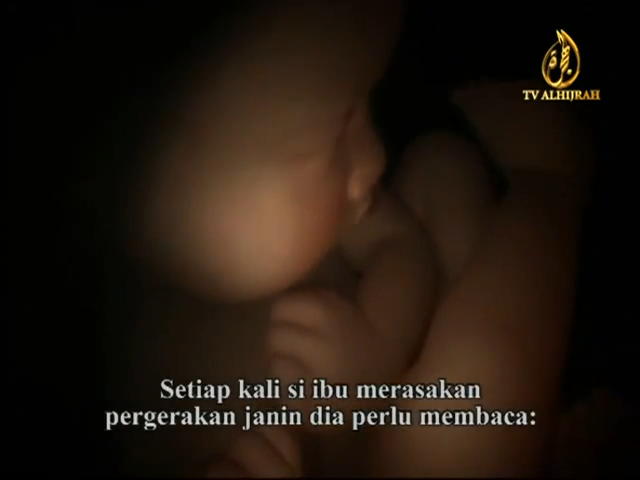 TV ALHIJRAH
Setiap kali si ibu merasakan
pergerakan janin dia perlu membaca: